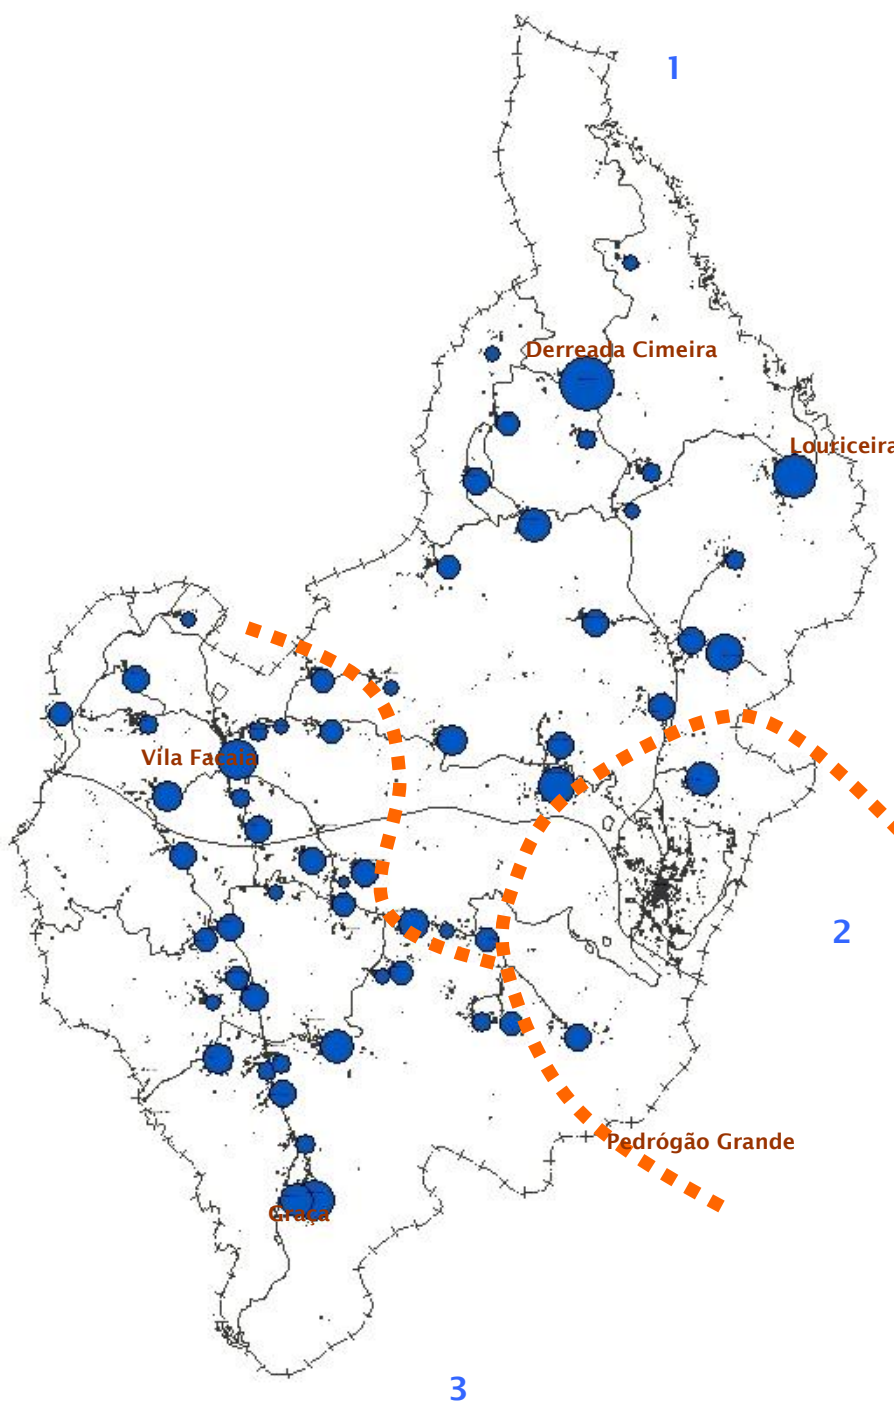 1
Derreada Cimeira
Louriceira
Vila Facaia
2
Pedrógão Grande
Graça
3